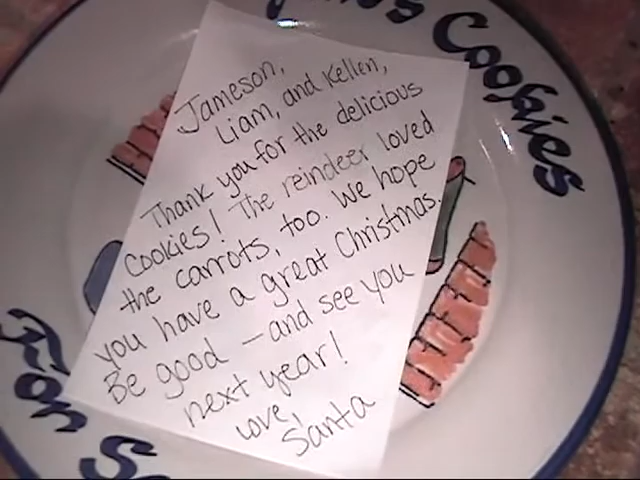 Jameson,
Liam, and Kellen,
Thank you for the delicious
cookies! The reindeer loved
the carrots, too. We hope
you have a great Christmas.
Be good – and see you
next year!
Love,
Santa
Cookies
For